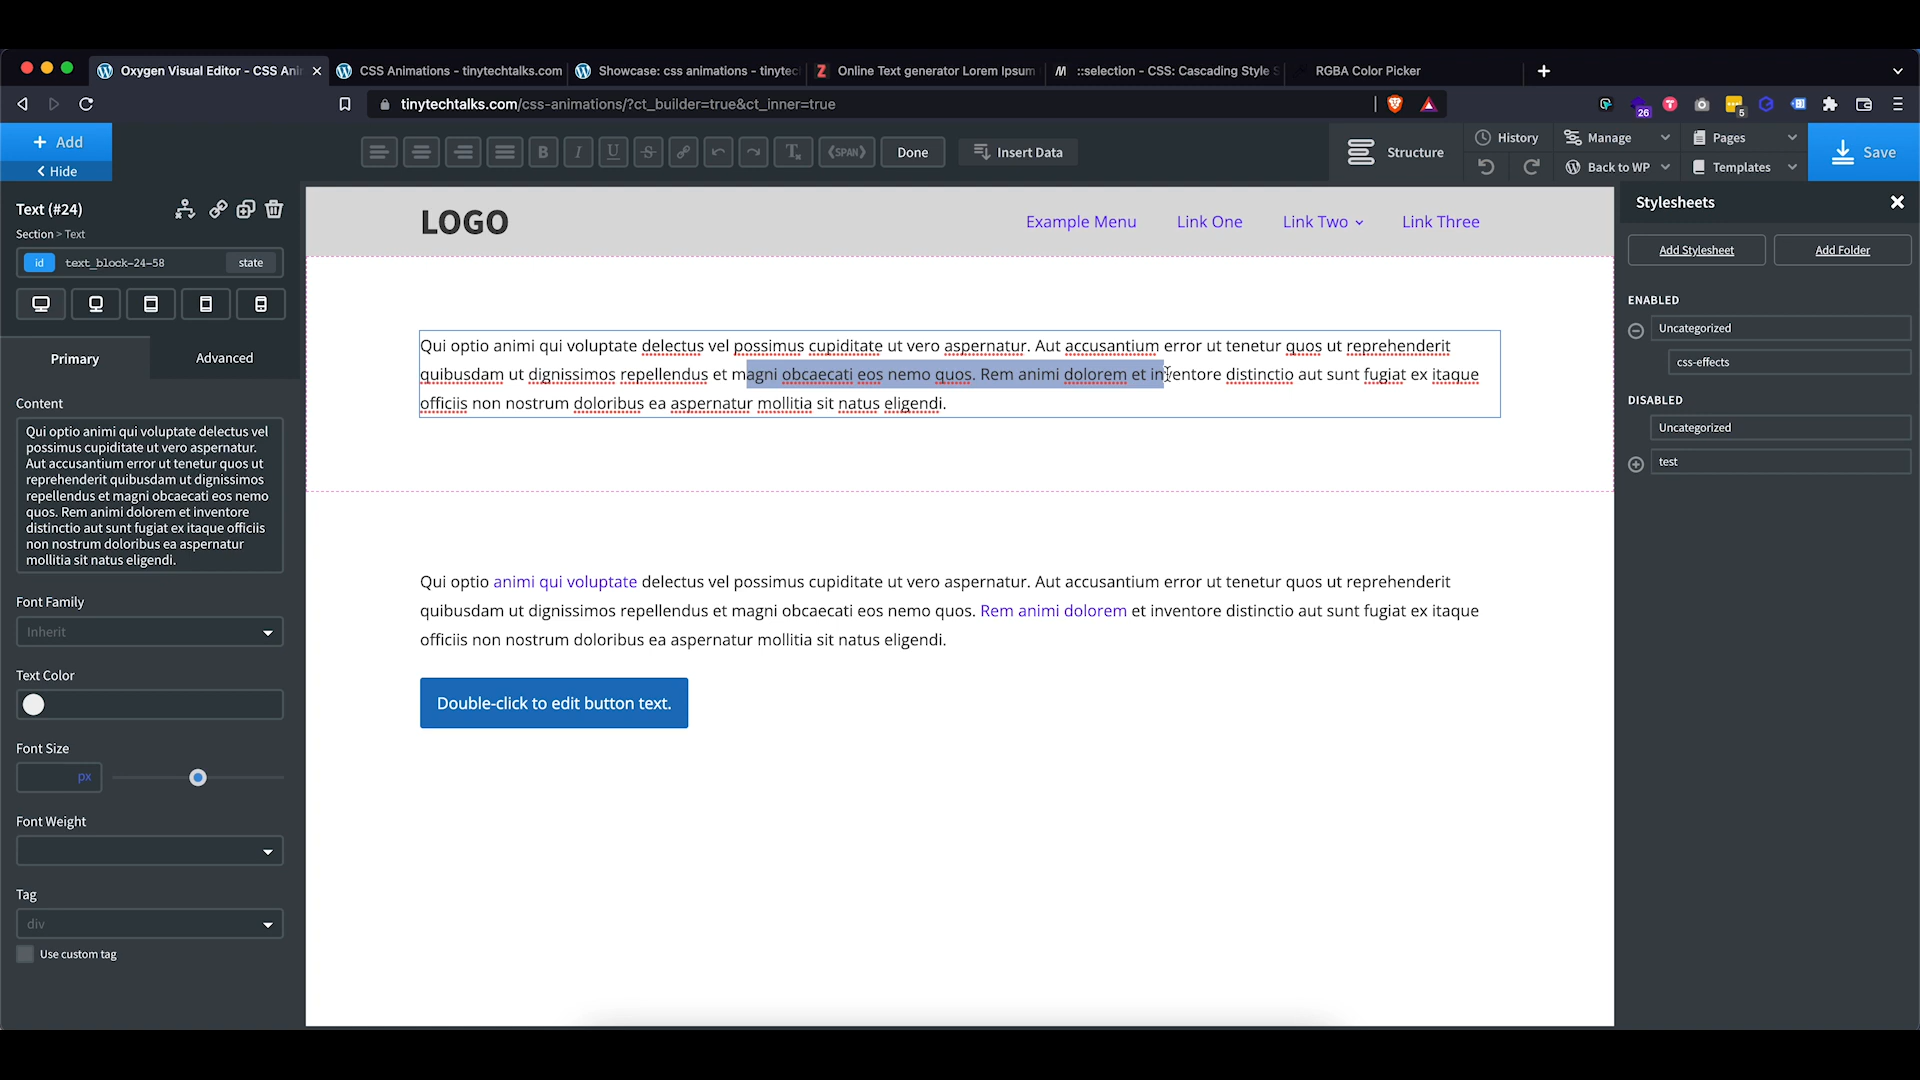 Oxygen Visual Editor - CSS Ani
CSS Animations - tinytechtalks.com
Showcase: css animations - tinytec
Online Text generator Lorem Ipsum
::selection - CSS: Cascading Style S
RGBA Color Picker
tinytechtalks.com/css-animations/?ct_builder=true&ct_inner=true
26
5
+ Add
Hide
B
I
U
S
Tx
<SPAN>
Done
Insert Data
Structure
History
Manage
Pages
Back to WP
Templates
Save
Text (#24)
Section > Text
id
text_block-24-58
state
Primary
Advanced
Content
Qui optio animi qui voluptate delectus vel
possimus cupiditate ut vero aspernatur.
Aut accusantium error ut tenetur quos ut
reprehenderit quibusdam ut dignissimos
repellendus et magni obcaecati eos nemo
quos. Rem animi dolorem et inventore
distinctio aut sunt fugiat ex itaque officiis
non nostrum doloribus ea aspernatur
mollitia sit natus eligendi.
Font Family
Inherit
Text Color
Font Size
px
Font Weight
Tag
div
Use custom tag
LOGO
Example Menu
Link One
Link Two
Link Three
Qui optio animi qui voluptate delectus vel possimus cupiditate ut vero aspernatur. Aut accusantium error ut tenetur quos ut reprehenderit
quibusdam ut dignissimos repellendus et magni obcaecati eos nemo quos. Rem animi dolorem et inventore distinctio aut sunt fugiat ex itaque
officiis non nostrum doloribus ea aspernatur mollitia sit natus eligendi.
Qui optio animi qui voluptate delectus vel possimus cupiditate ut vero aspernatur. Aut accusantium error ut tenetur quos ut reprehenderit
quibusdam ut dignissimos repellendus et magni obcaecati eos nemo quos. Rem animi dolorem et inventore distinctio aut sunt fugiat ex itaque
officiis non nostrum doloribus ea aspernatur mollitia sit natus eligendi.
Double-click to edit button text.
Stylesheets
Add Stylesheet
Add Folder
ENABLED
Uncategorized
css-effects
DISABLED
Uncategorized
test